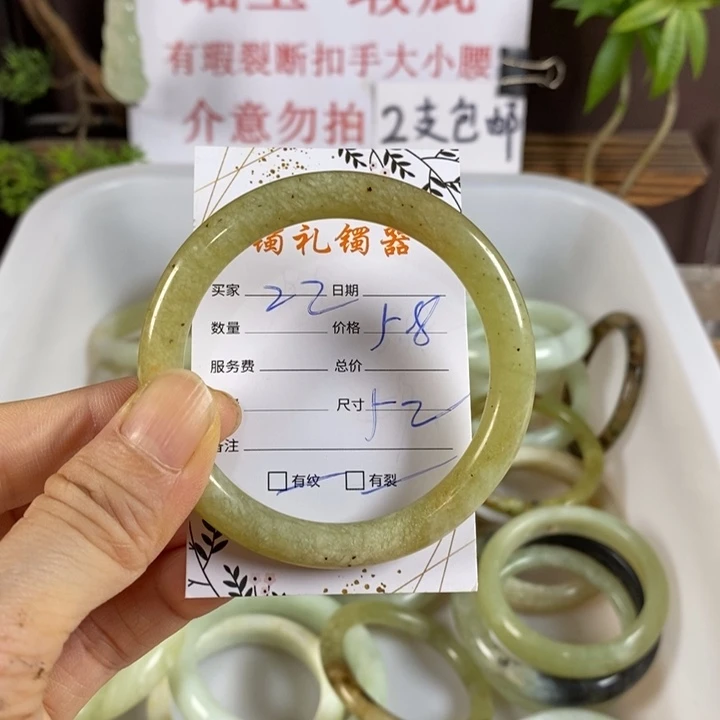 有瑕裂断扣手大小腰
介意勿拍 2支包邮
镯礼镯器
买家 22 日期
数量 价格 58
服务费 总价
尺寸 52
备注
有纹 有裂